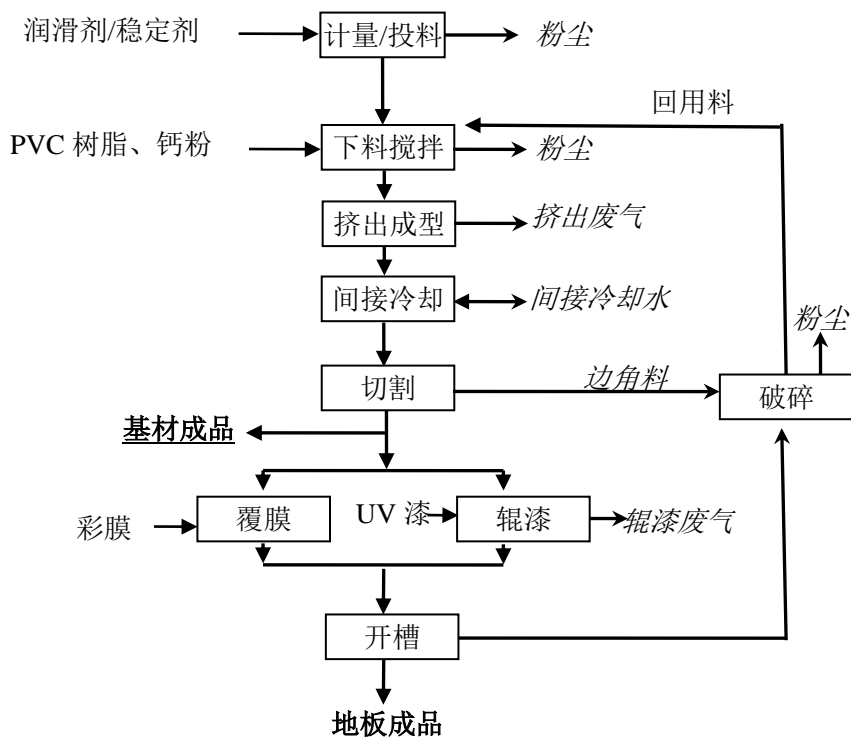 润滑剂/稳定剂
计量/投料
粉尘
回用料
PVC 树脂、钙粉
下料搅拌
粉尘
挤出成型
挤出废气
间接冷却
间接冷却水
粉尘
切割
边角料
破碎
基材成品
彩膜
覆膜
UV 漆
辊漆
辊漆废气
开槽
地板成品